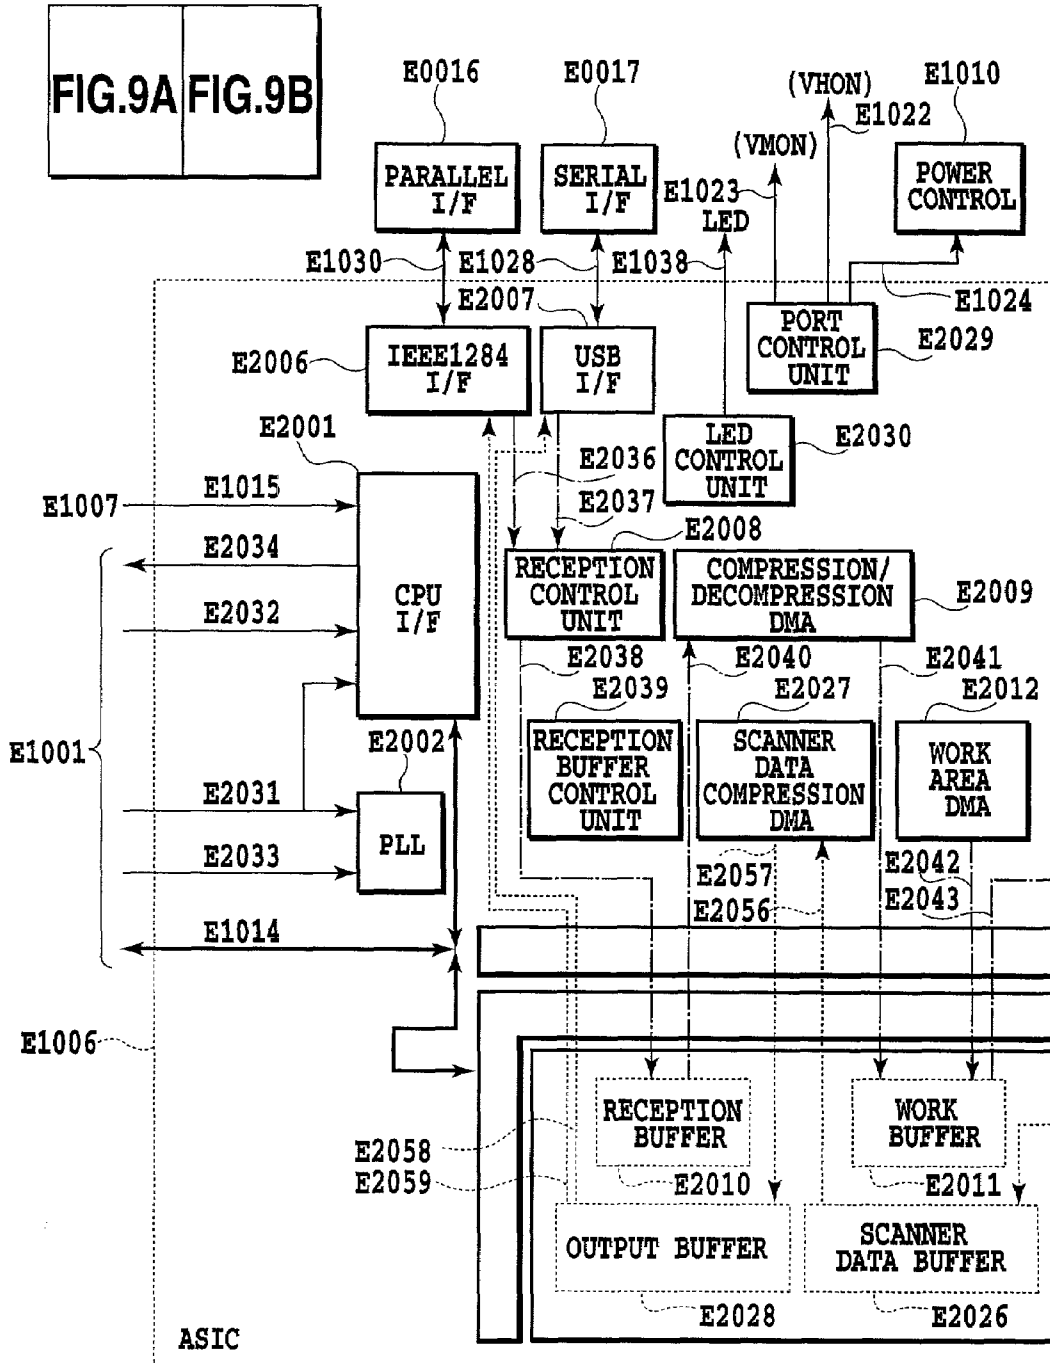 FIG.9A FIG.9B
E0016
E0017
(VHON)
E1010
E1022
(VMON)
PARALLEL
I/F
SERIAL
I/F
E1023
LED
POWER
CONTROL
E1030
E1028
E1038
E1024
E2007
E2006
IEEE1284
I/F
USB
I/F
PORT
CONTROL
UNIT
E2029
E2001
LED
CONTROL
UNIT
E2030
E2036
E2037
E1007
E1015
E2034
E2032
CPU
I/F
E2008
RECEPTION
CONTROL
UNIT
COMPRESSION/
DECOMPRESSION
DMA
E2009
E2038
E2040
E2041
E2039
E2027
E2012
E1001
E2002
RECEPTION
BUFFER
CONTROL
UNIT
SCANNER
DATA
COMPRESSION
DMA
WORK
AREA
DMA
E2031
PLL
E2033
E2057
E2056
E2042
E2043
E1014
E1006
RECEPTION
BUFFER
WORK
BUFFER
E2058
E2059
E2010
E2011
OUTPUT BUFFER
SCANNER
DATA BUFFER
E2028
E2026
ASIC